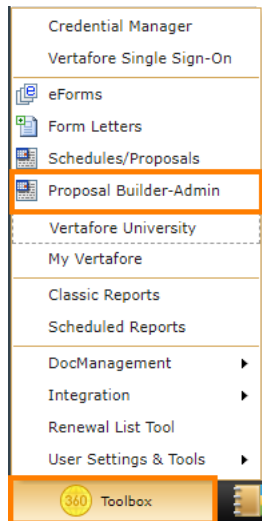 Credential Manager
Vertafore Single Sign-On
eForms
Form Letters
Schedules/Proposals
Proposal Builder-Admin
Vertafore University
My Vertafore
Classic Reports
Scheduled Reports
DocManagement
Integration
Renewal List Tool
User Settings & Tools
360 Toolbox